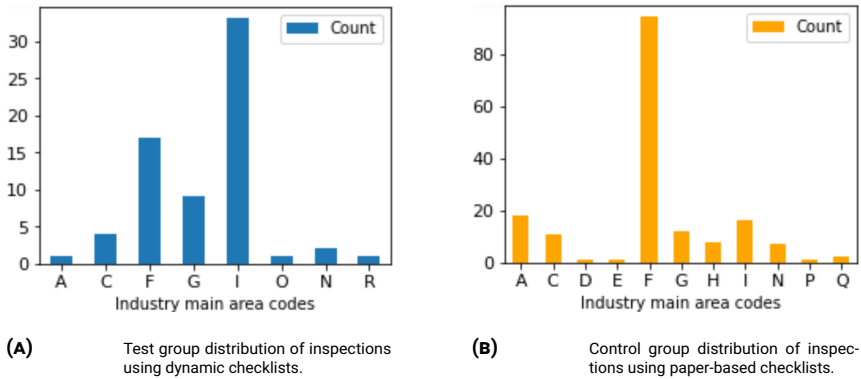 Count
30
25
20
15
10
5
0
A C F G I O N R
Industry main area codes
(A) Test group distribution of inspections
using dynamic checklists.
Count
80
60
40
20
0
A C D E F G H I N P Q
Industry main area codes
(B) Control group distribution of inspec-
tions using paper-based checklists.